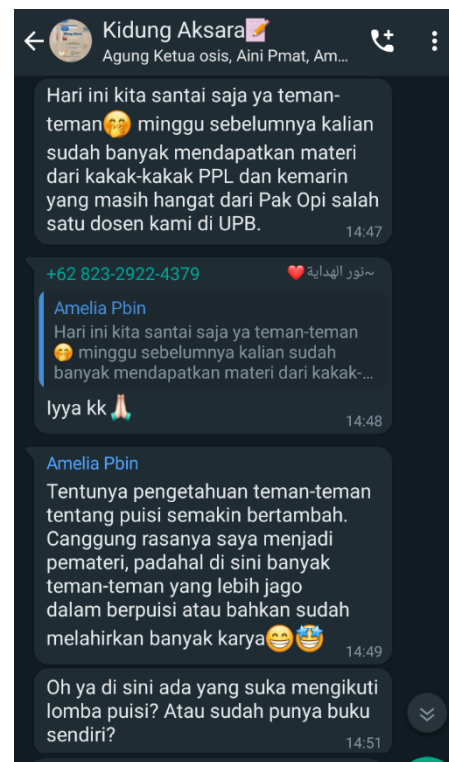 Kidung Aksara📝
Agung Ketua osis, Aini Pmat, Am...
Hari ini kita santai saja ya teman-
teman🤭 minggu sebelumnya kalian
sudah banyak mendapatkan materi
dari kakak-kakak PPL dan kemarin
yang masih hangat dari Pak Opi salah
satu dosen kami di UPB.
14:47
+62 823-2922-4379 ~نور الهداية❤️
Amelia Pbin
Hari ini kita santai saja ya teman-teman
🤭 minggu sebelumnya kalian sudah
banyak mendapatkan materi dari kakak-...
Iyya kk🙏🏻
14:48
Amelia Pbin
Tentunya pengetahuan teman-teman
tentang puisi semakin bertambah.
Canggung rasanya saya menjadi
pemateri, padahal di sini banyak
teman-teman yang lebih jago
dalam berpuisi atau bahkan sudah
melahirkan banyak karya😁🤩
14:49
Oh ya di sini ada yang suka mengikuti
lomba puisi? Atau sudah punya buku
sendiri?
14:51